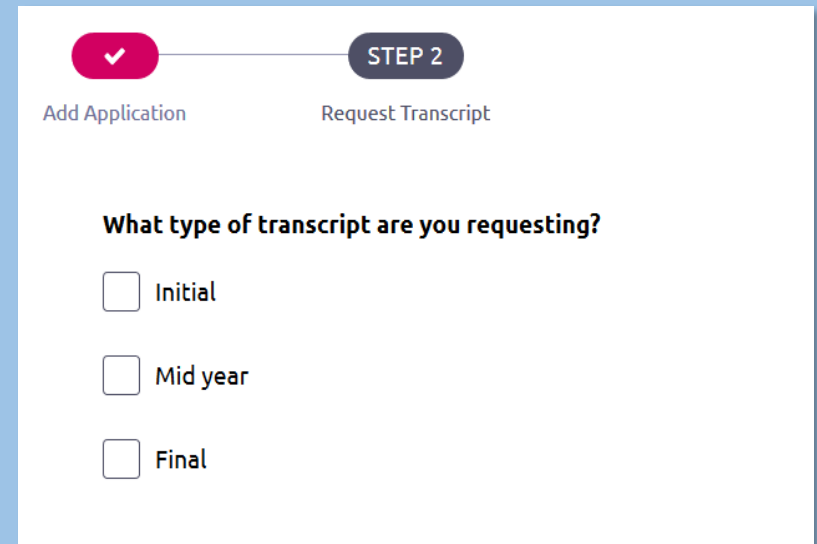 STEP 2
Add Application
Request Transcript
What type of transcript are you requesting?
Initial
Mid year
Final